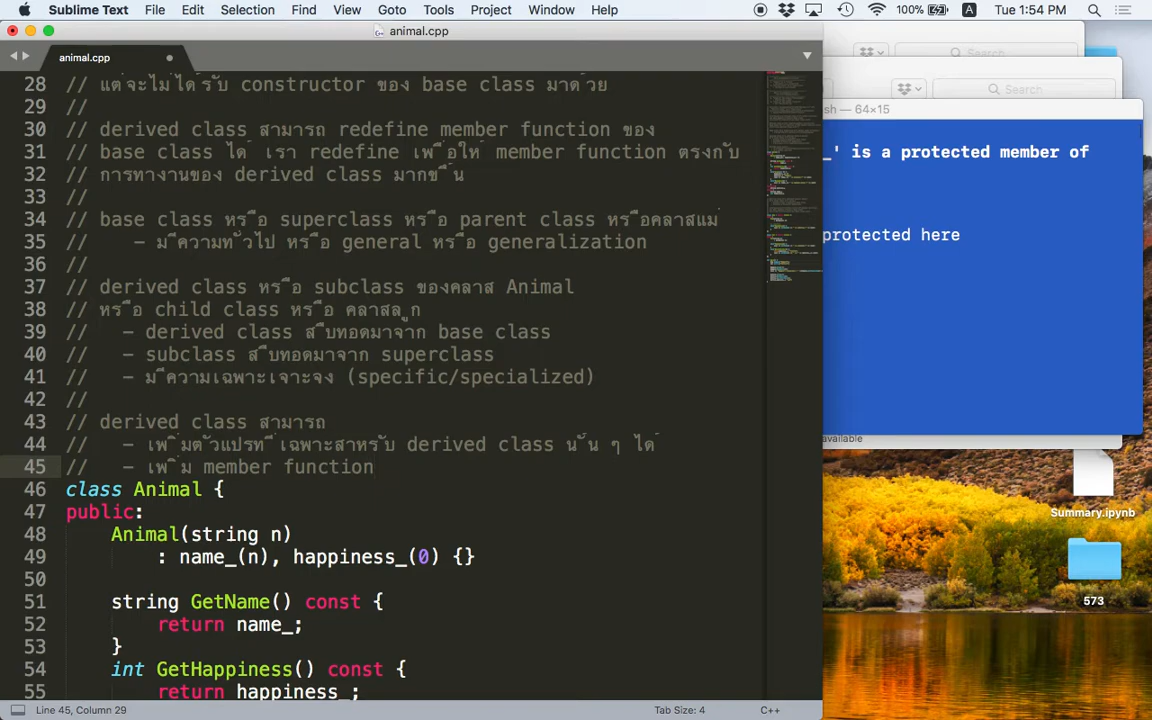 Sublime Text File Edit Selection Find View Goto Tools Project Window Help 100% A Tue 1:54 PM
animal.cpp
animal.cpp
Search
Search
sh — 64×15
28 // แต่จะไม่ได้รับ constructor ของ base class มาด้วย
29 //
30 // derived class สามารถ redefine member function ของ
31 // base class ได้ เรา redefine เพื่อให้ member function ตรงกับ
32 // การทำงานของ derived class มากขึ้น
33 //
34 // base class หรือ superclass หรือ parent class หรือคลาสแม่
35 //    - มีความทั่วไป หรือ general หรือ generalization
36 //
37 // derived class หรือ subclass ของคลาส Animal
38 // หรือ child class หรือ คลาสลูก
39 //   - derived class สืบทอดมาจาก base class
40 //   - subclass สืบทอดมาจาก superclass
41 //   - มีความเฉพาะเจาะจง (specific/specialized)
42 //
43 // derived class สามารถ
44 //   - เพิ่มตัวแปรที่เฉพาะสำหรับ derived class นั้น ๆ ได้
45 //   - เพิ่ม member function
46 class Animal {
47 public:
48     Animal(string n)
49         : name_(n), happiness_(0) {}
50
51     string GetName() const {
52         return name_;
53     }
54     int GetHappiness() const {
55         return happiness_;
_' is a protected member of
protected here
available
Summary.ipynb
573
Line 45, Column 29 Tab Size: 4 C++